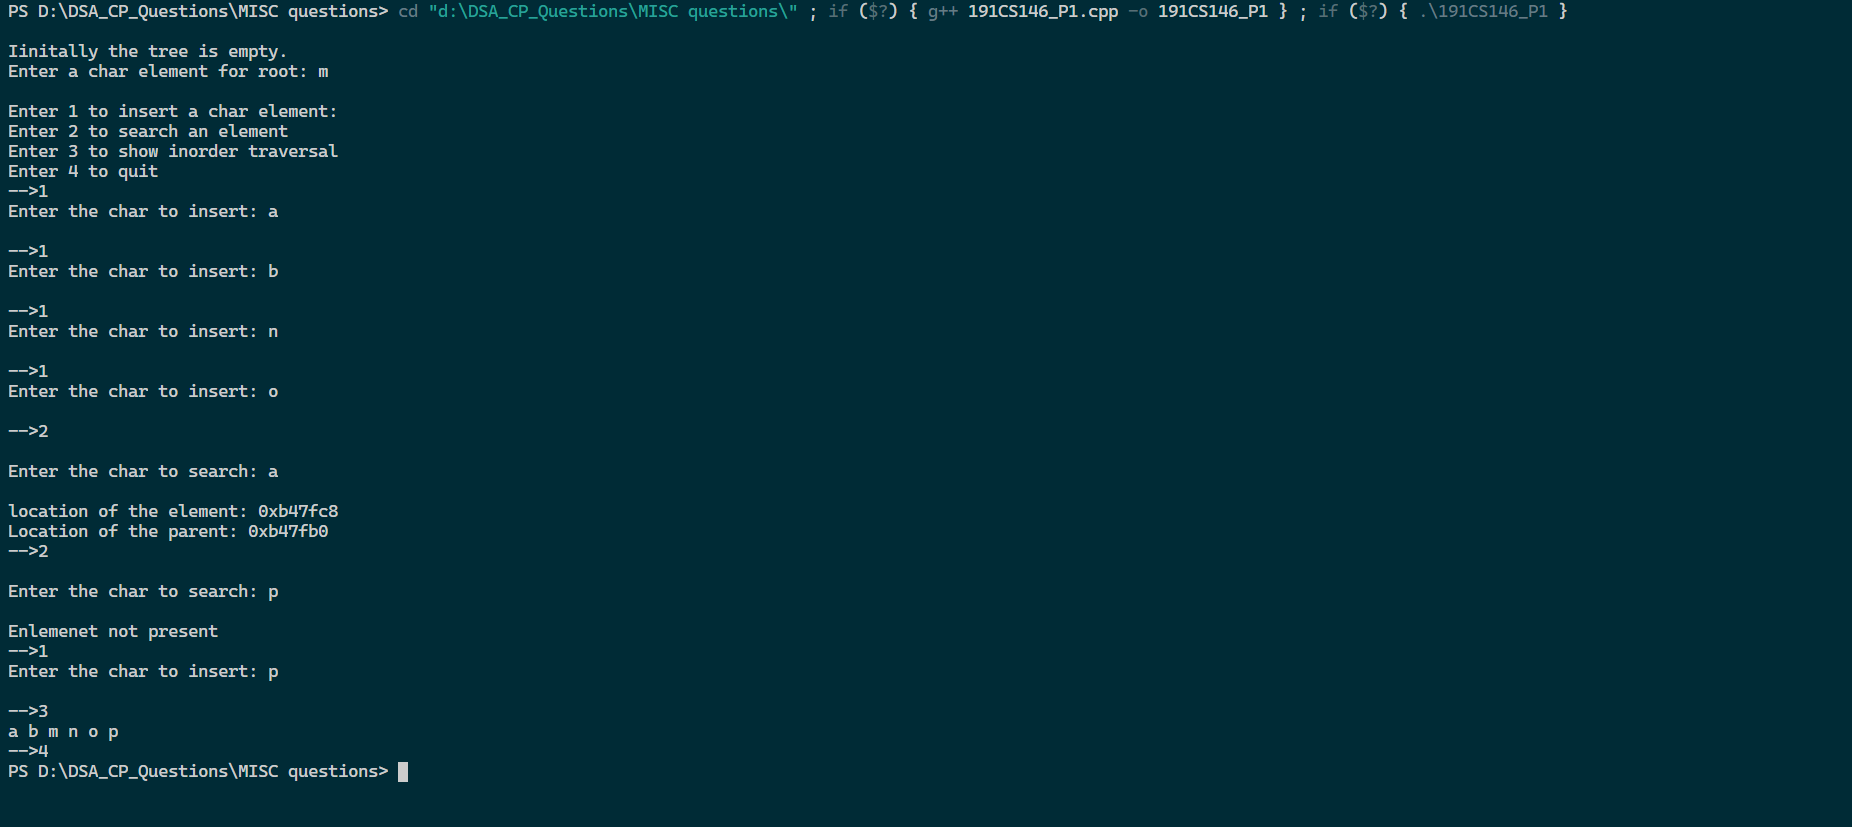 PS D:\DSA_CP_Questions\MISC questions> cd "d:\DSA_CP_Questions\MISC questions\" ; if ($?) { g++ 191CS146_P1.cpp -o 191CS146_P1 } ; if ($?) { .\191CS146_P1 }
Iinitally the tree is empty.
Enter a char element for root: m
Enter 1 to insert a char element:
Enter 2 to search an element
Enter 3 to show inorder traversal
Enter 4 to quit
-->1
Enter the char to insert: a
-->1
Enter the char to insert: b
-->1
Enter the char to insert: n
-->1
Enter the char to insert: o
-->2
Enter the char to search: a
location of the element: 0xb47fc8
Location of the parent: 0xb47fb0
-->2
Enter the char to search: p
Enlemenet not present
-->1
Enter the char to insert: p
-->3
a b m n o p
-->4
PS D:\DSA_CP_Questions\MISC questions>